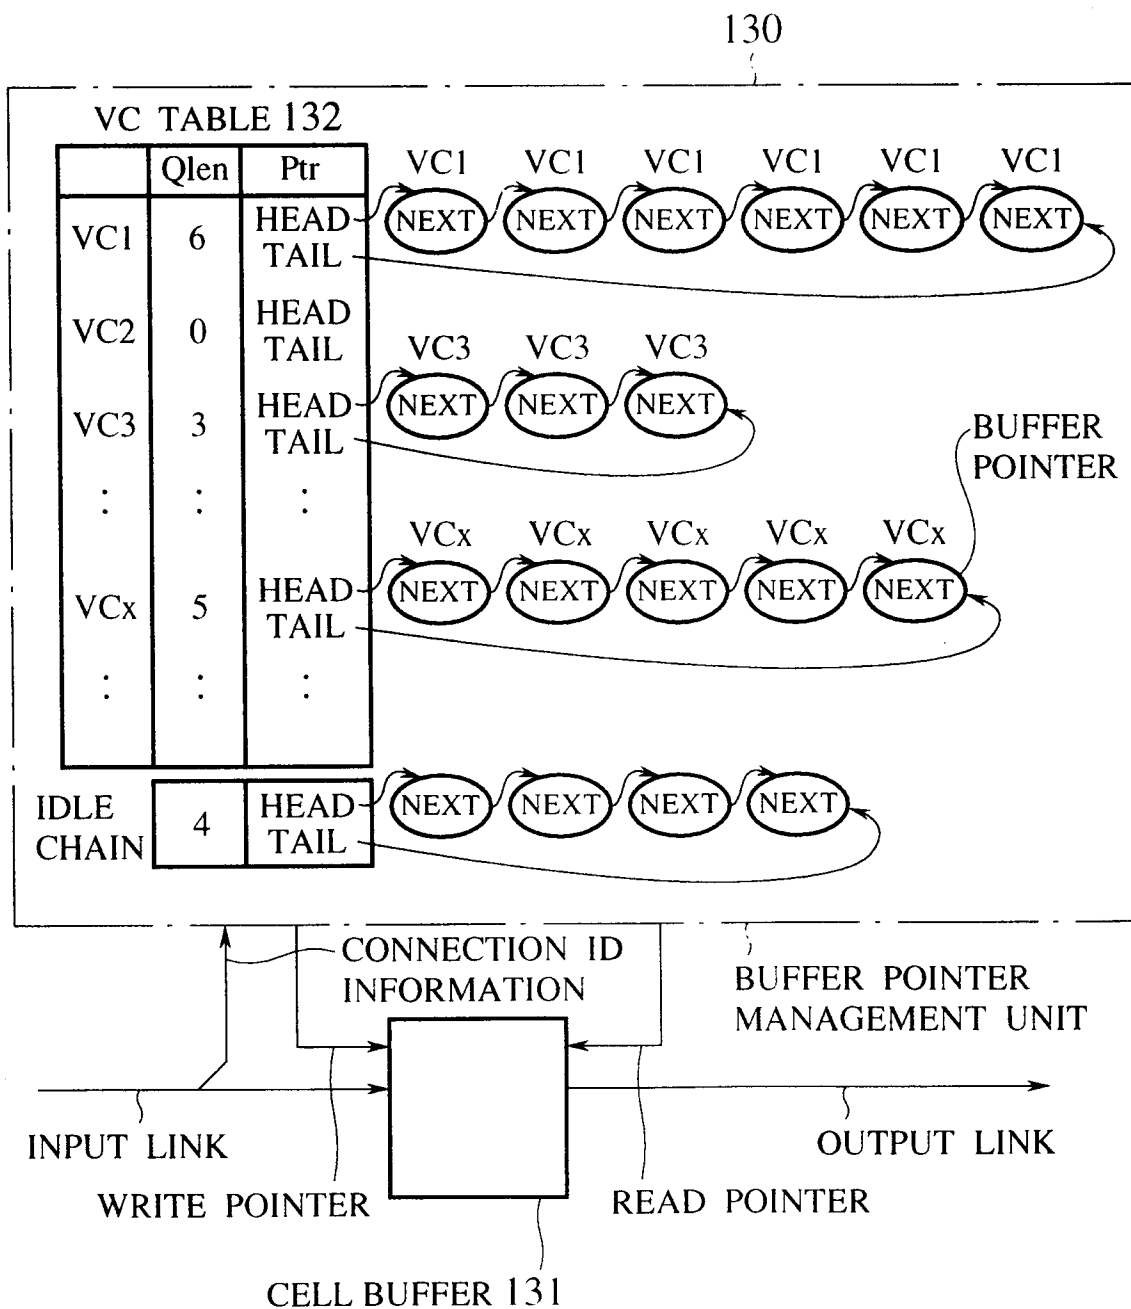 130
VC TABLE 132
Qlen Ptr
VC1 VC1 VC1 VC1 VC1 VC1
VC1 6 HEAD TAIL
NEXT NEXT NEXT NEXT NEXT NEXT
VC2 0 HEAD TAIL
VC3 VC3 VC3
VC3 3 HEAD TAIL
NEXT NEXT NEXT
BUFFER
POINTER
: : :
VCx VCx VCx VCx VCx
VCx 5 HEAD TAIL
NEXT NEXT NEXT NEXT NEXT
: : :
IDLE
CHAIN
4 HEAD TAIL
NEXT NEXT NEXT NEXT
CONNECTION ID
INFORMATION
BUFFER POINTER
MANAGEMENT UNIT
INPUT LINK
OUTPUT LINK
WRITE POINTER
READ POINTER
CELL BUFFER 131